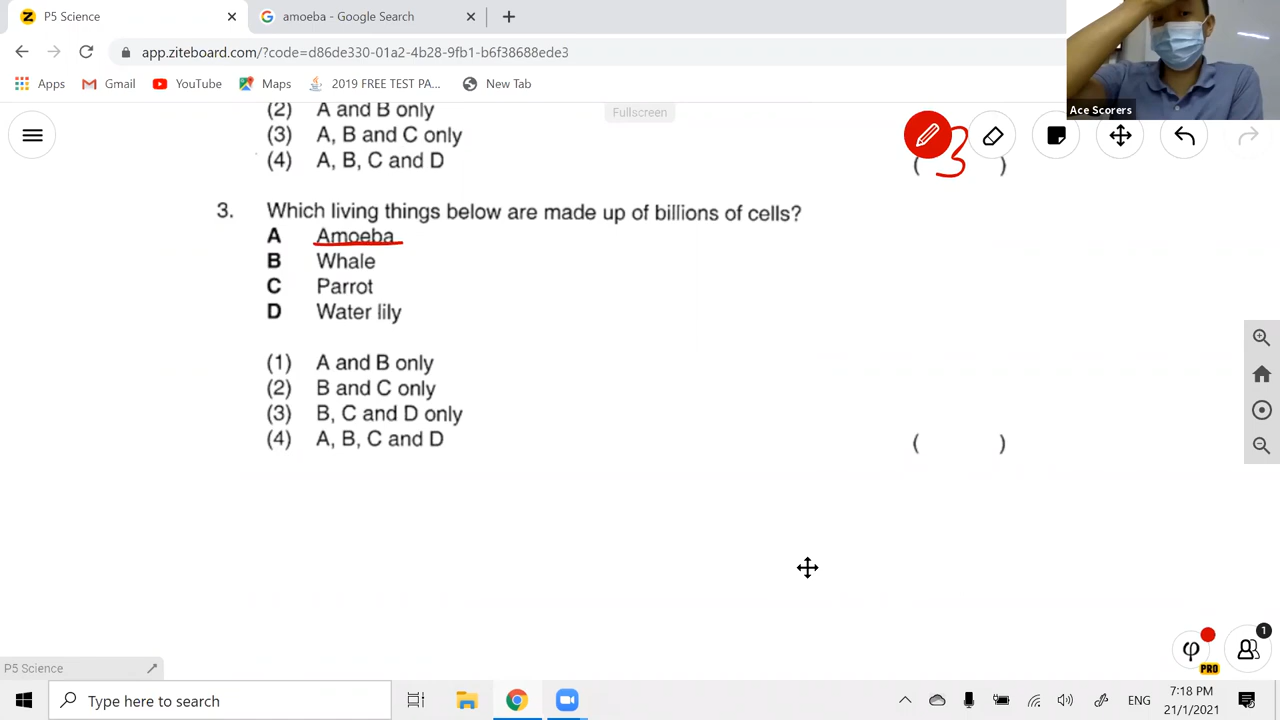 P5 Science
amoeba - Google Search
app.ziteboard.com/?code=d86de330-01a2-4b28-9fb1-b6f38688ede3
Apps
Gmail
YouTube
Maps
2019 FREE TEST PA...
New Tab
Ace Scorers
Fullscreen
(2) A and B only
(3) A, B and C only
(4) A, B, C and D
( 3 )
3. Which living things below are made up of billions of cells?
A Amoeba
B Whale
C Parrot
D Water lily
(1) A and B only
(2) B and C only
(3) B, C and D only
(4) A, B, C and D
( )
φ PRO
1
P5 Science
Type here to search
ENG
7:18 PM
21/1/2021